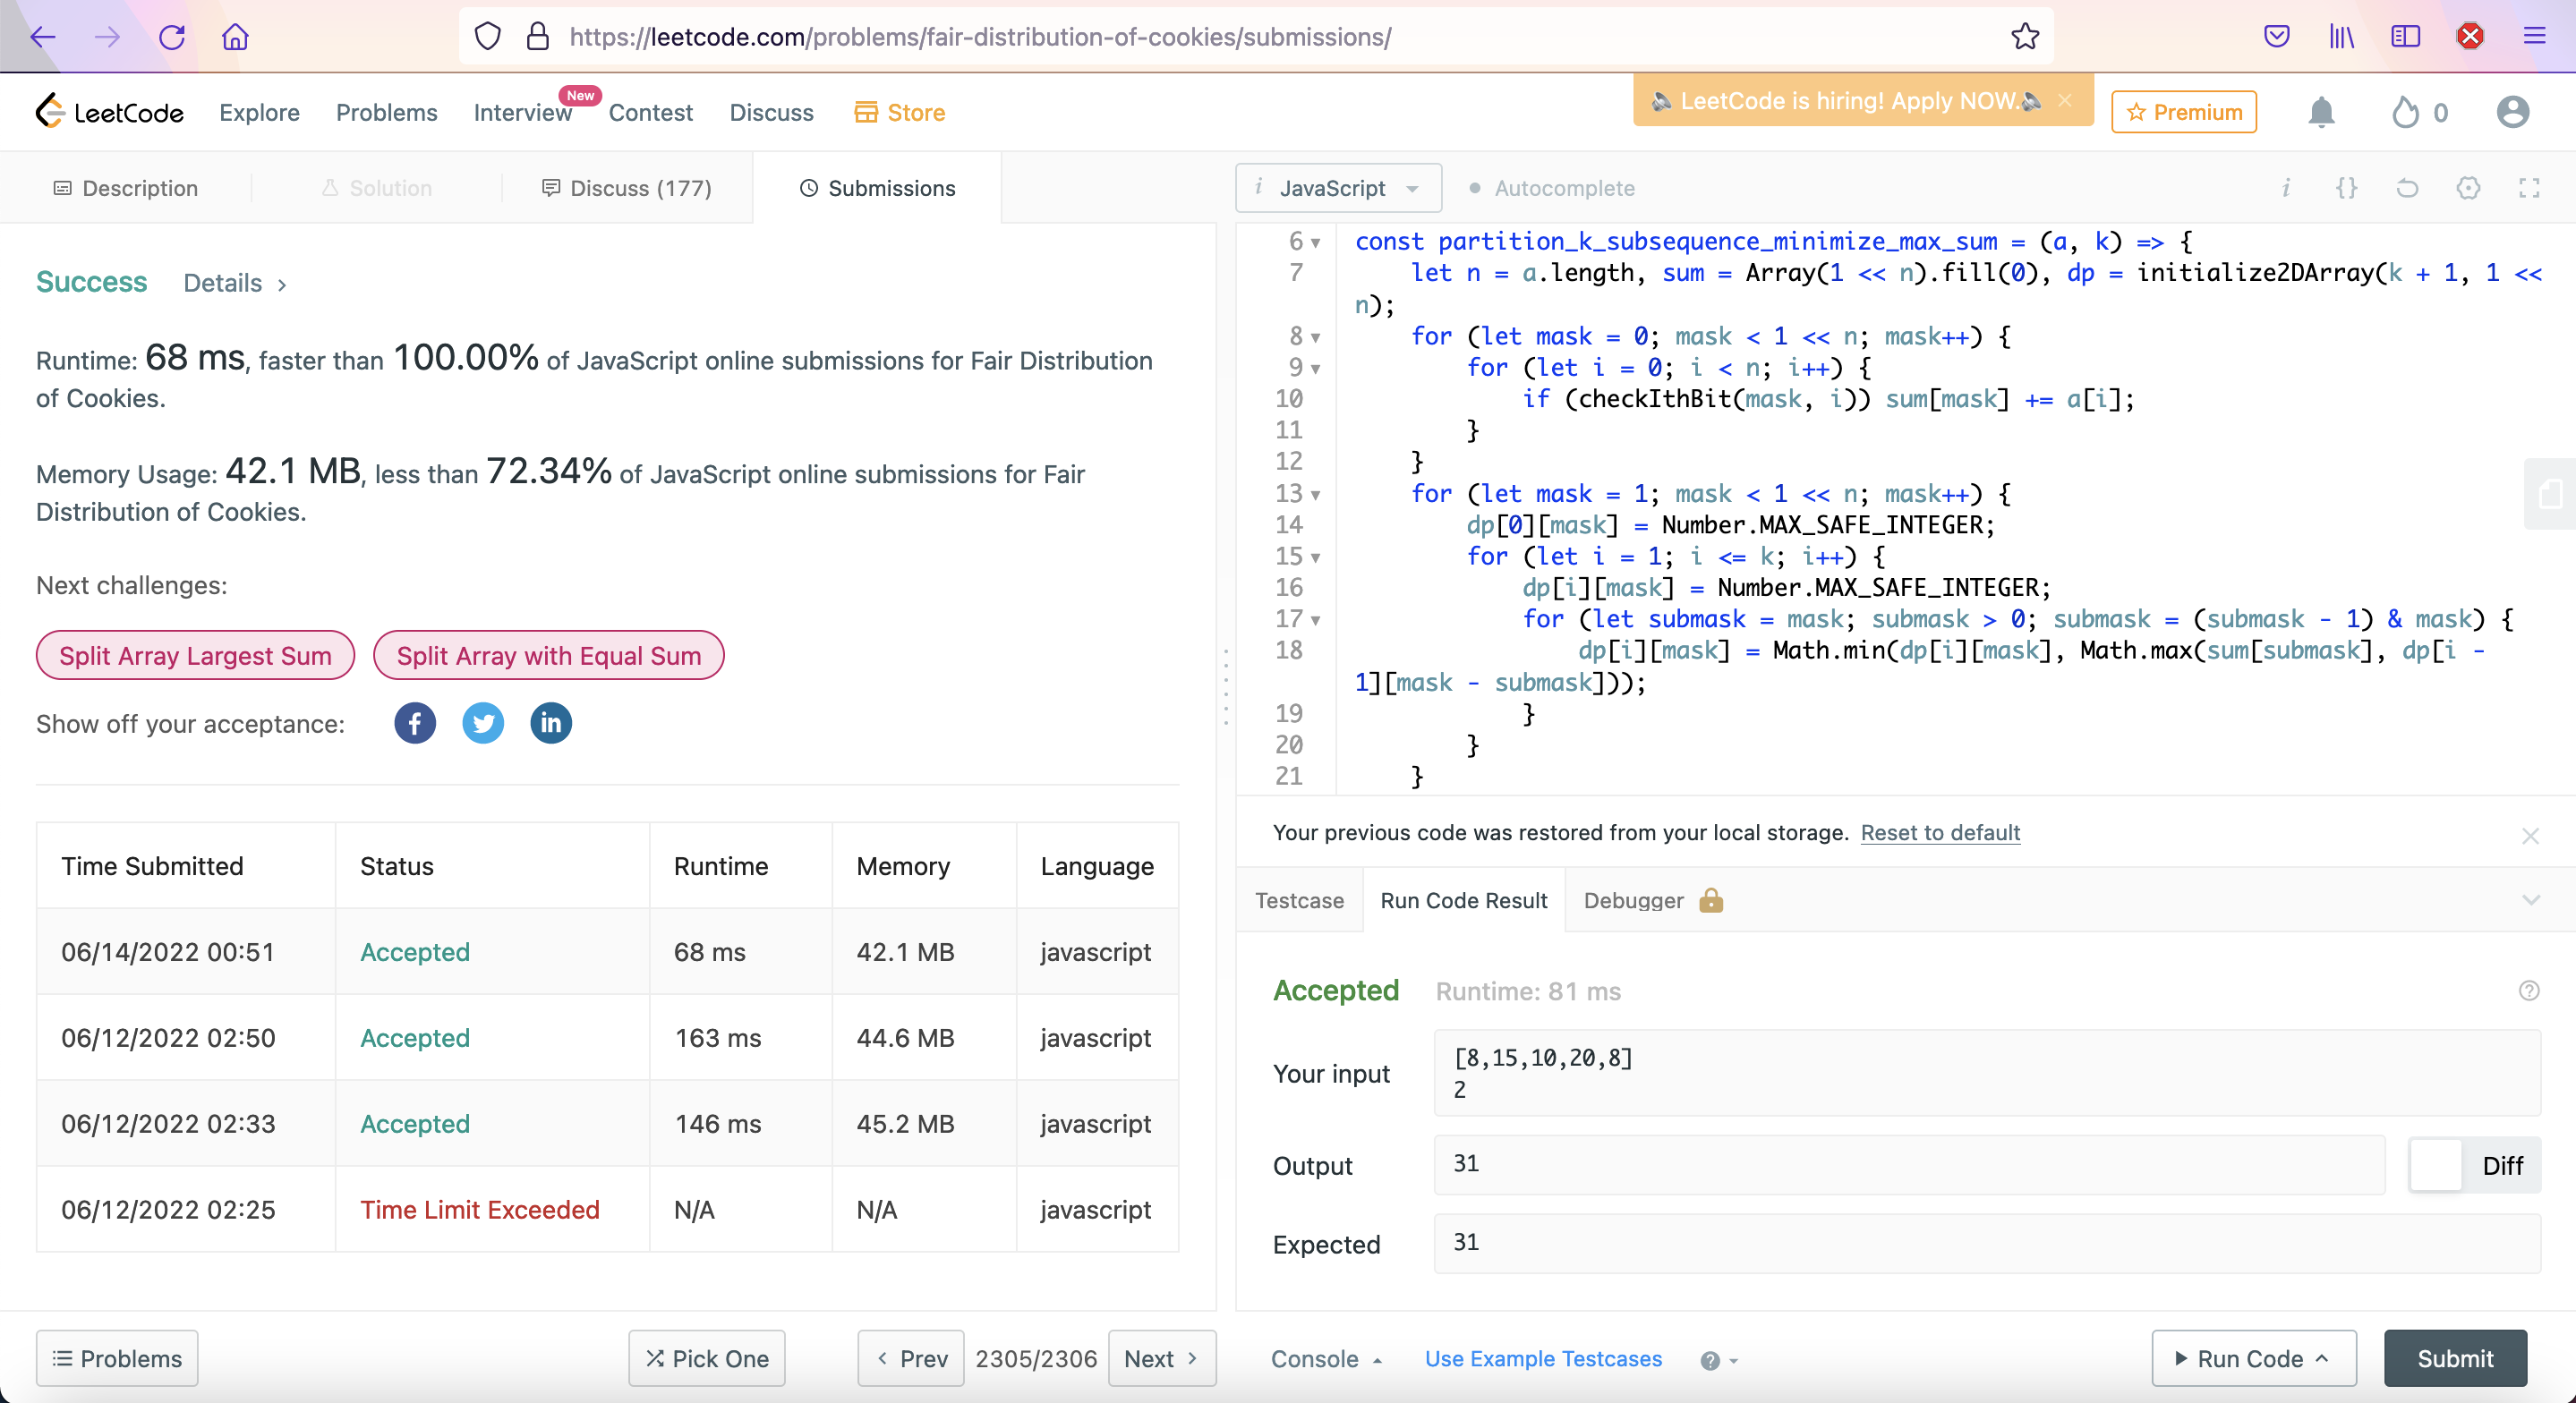 https://leetcode.com/problems/fair-distribution-of-cookies/submissions/
LeetCode
Explore
Problems
Interview
New
Contest
Discuss
Store
LeetCode is hiring! Apply NOW.
Premium
0
Description
Solution
Discuss (177)
Submissions
i JavaScript
Autocomplete
Success
Details
Runtime: 68 ms, faster than 100.00% of JavaScript online submissions for Fair Distribution
of Cookies.
Memory Usage: 42.1 MB, less than 72.34% of JavaScript online submissions for Fair
Distribution of Cookies.
Next challenges:
Split Array Largest Sum
Split Array with Equal Sum
Show off your acceptance:
Time Submitted Status Runtime Memory Language
06/14/2022 00:51 Accepted 68 ms 42.1 MB javascript
06/12/2022 02:50 Accepted 163 ms 44.6 MB javascript
06/12/2022 02:33 Accepted 146 ms 45.2 MB javascript
06/12/2022 02:25 Time Limit Exceeded N/A N/A javascript
Problems
Pick One
Prev
2305/2306
Next
6 const partition_k_subsequence_minimize_max_sum = (a, k) => {
7 let n = a.length, sum = Array(1 << n).fill(0), dp = initialize2DArray(k + 1, 1 <<
n);
8 for (let mask = 0; mask < 1 << n; mask++) {
9 for (let i = 0; i < n; i++) {
10 if (checkIthBit(mask, i)) sum[mask] += a[i];
11 }
12 }
13 for (let mask = 1; mask < 1 << n; mask++) {
14 dp[0][mask] = Number.MAX_SAFE_INTEGER;
15 for (let i = 1; i <= k; i++) {
16 dp[i][mask] = Number.MAX_SAFE_INTEGER;
17 for (let submask = mask; submask > 0; submask = (submask - 1) & mask) {
18 dp[i][mask] = Math.min(dp[i][mask], Math.max(sum[submask], dp[i -
1][mask - submask]));
19 }
20 }
21 }
Your previous code was restored from your local storage. Reset to default
Testcase
Run Code Result
Debugger
Accepted
Runtime: 81 ms
Your input
[8,15,10,20,8]
2
Output
31
Diff
Expected
31
Console
Use Example Testcases
Run Code
Submit